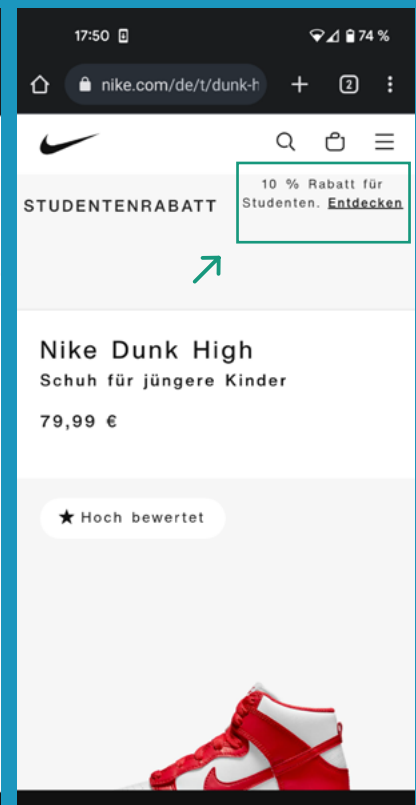 17:50
74 %
nike.com/de/t/dunk-h
2
STUDENTENRABATT
10 % Rabatt für
Studenten. Entdecken
Nike Dunk High
Schuh für jüngere Kinder
79,99 €
Hoch bewertet